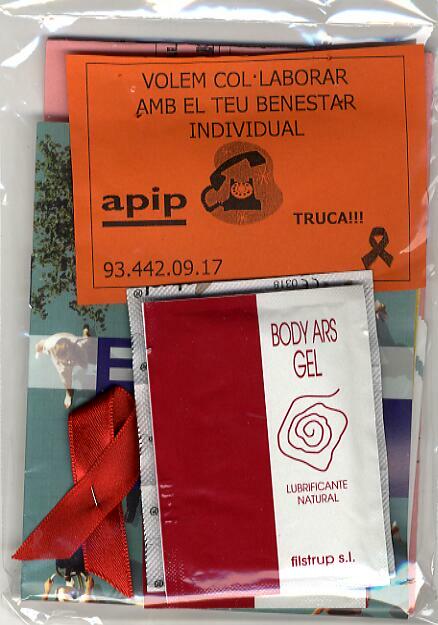 VOLEM COL·LABORAR
AMB EL TEU BENESTAR
INDIVIDUAL
apip
TRUCA!!!
93.442.09.17
BODY ARS
GEL
LUBRIFICANTE
NATURAL
filstrup s.l.